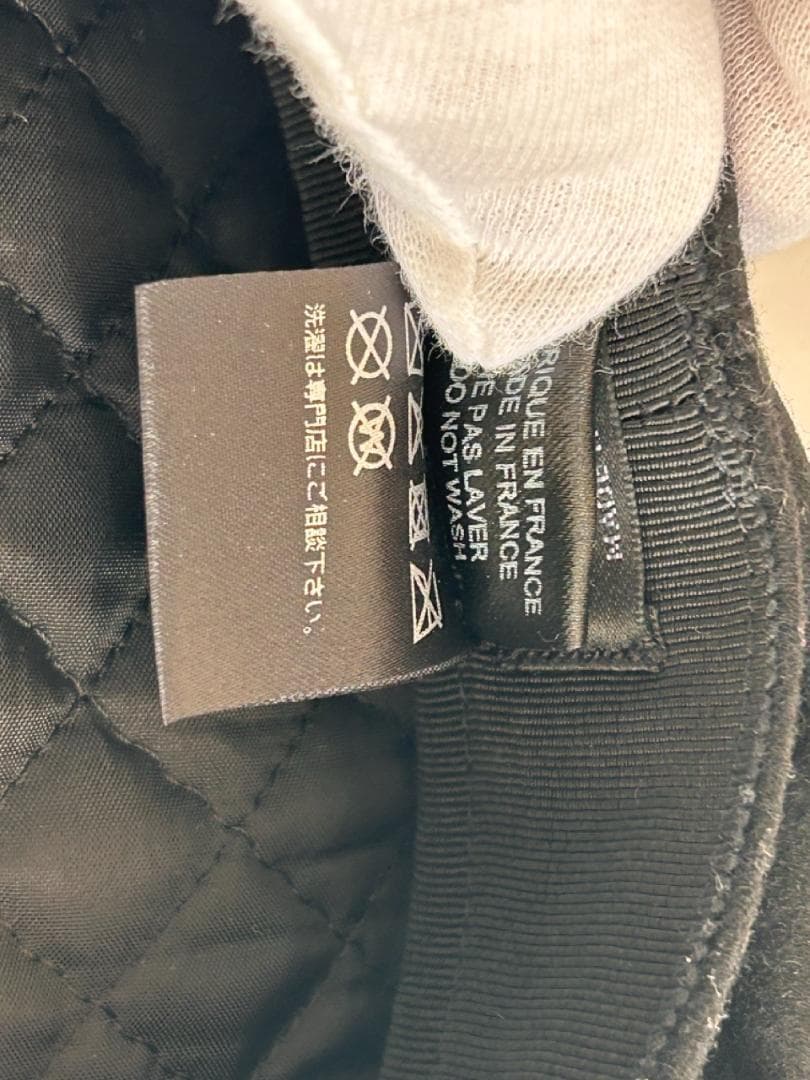 RIQUE EN FRANCE
DE IN FRANCE
E PAS LAVER
DO NOT WASH
洗濯は専門店にご相談下さい。
W